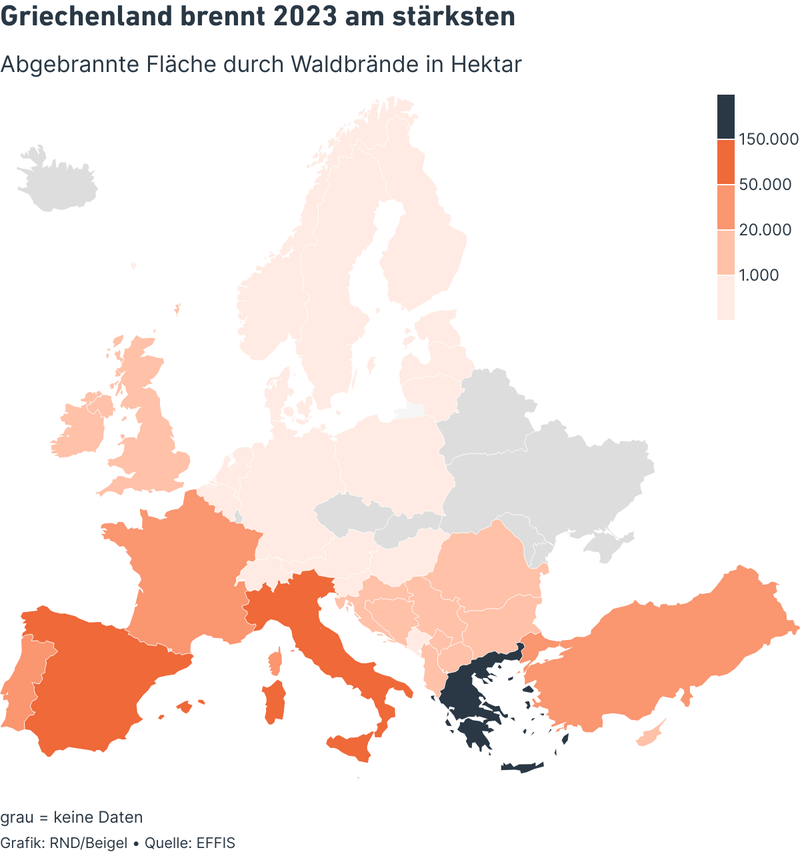 Griechenland brennt 2023 am stärksten
Abgebrannte Fläche durch Waldbrände in Hektar
150.000
50.000
20.000
1.000
grau = keine Daten
Grafik: RND/Beigel • Quelle: EFFIS